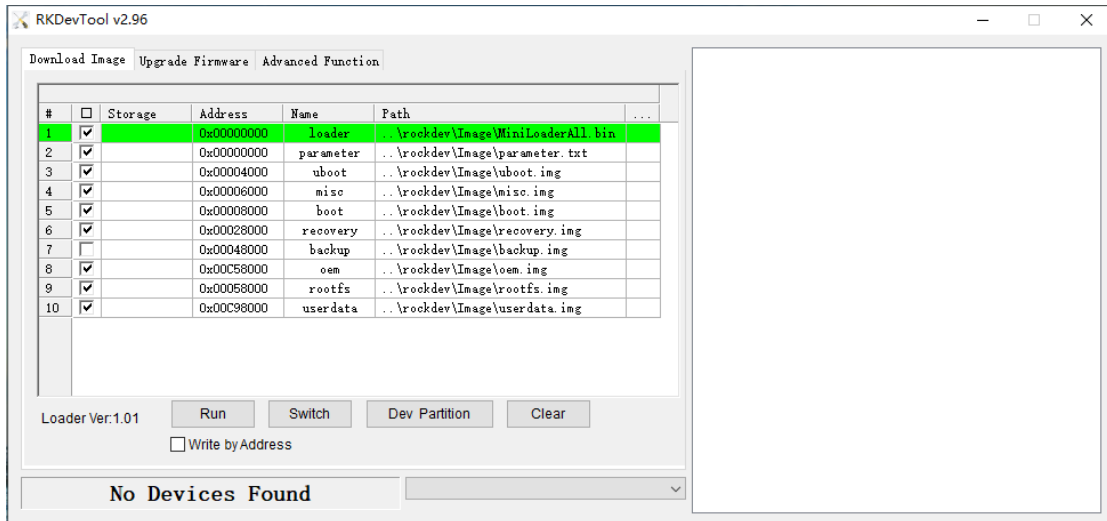 RKDevTool v2.96
Download Image Upgrade Firmware Advanced Function
# Storage Address Name Path ...
1 0x00000000 loader ..\rockdev\Image\MiniLoaderAll.bin
2 0x00000000 parameter ..\rockdev\Image\parameter.txt
3 0x00004000 uboot ..\rockdev\Image\uboot.img
4 0x00006000 misc ..\rockdev\Image\misc.img
5 0x00008000 boot ..\rockdev\Image\boot.img
6 0x00028000 recovery ..\rockdev\Image\recovery.img
7 0x00048000 backup ..\rockdev\Image\backup.img
8 0x00C58000 oem ..\rockdev\Image\oem.img
9 0x00058000 rootfs ..\rockdev\Image\rootfs.img
10 0x00C98000 userdata ..\rockdev\Image\userdata.img
Loader Ver:1.01 Run Switch Dev Partition Clear
Write by Address
No Devices Found